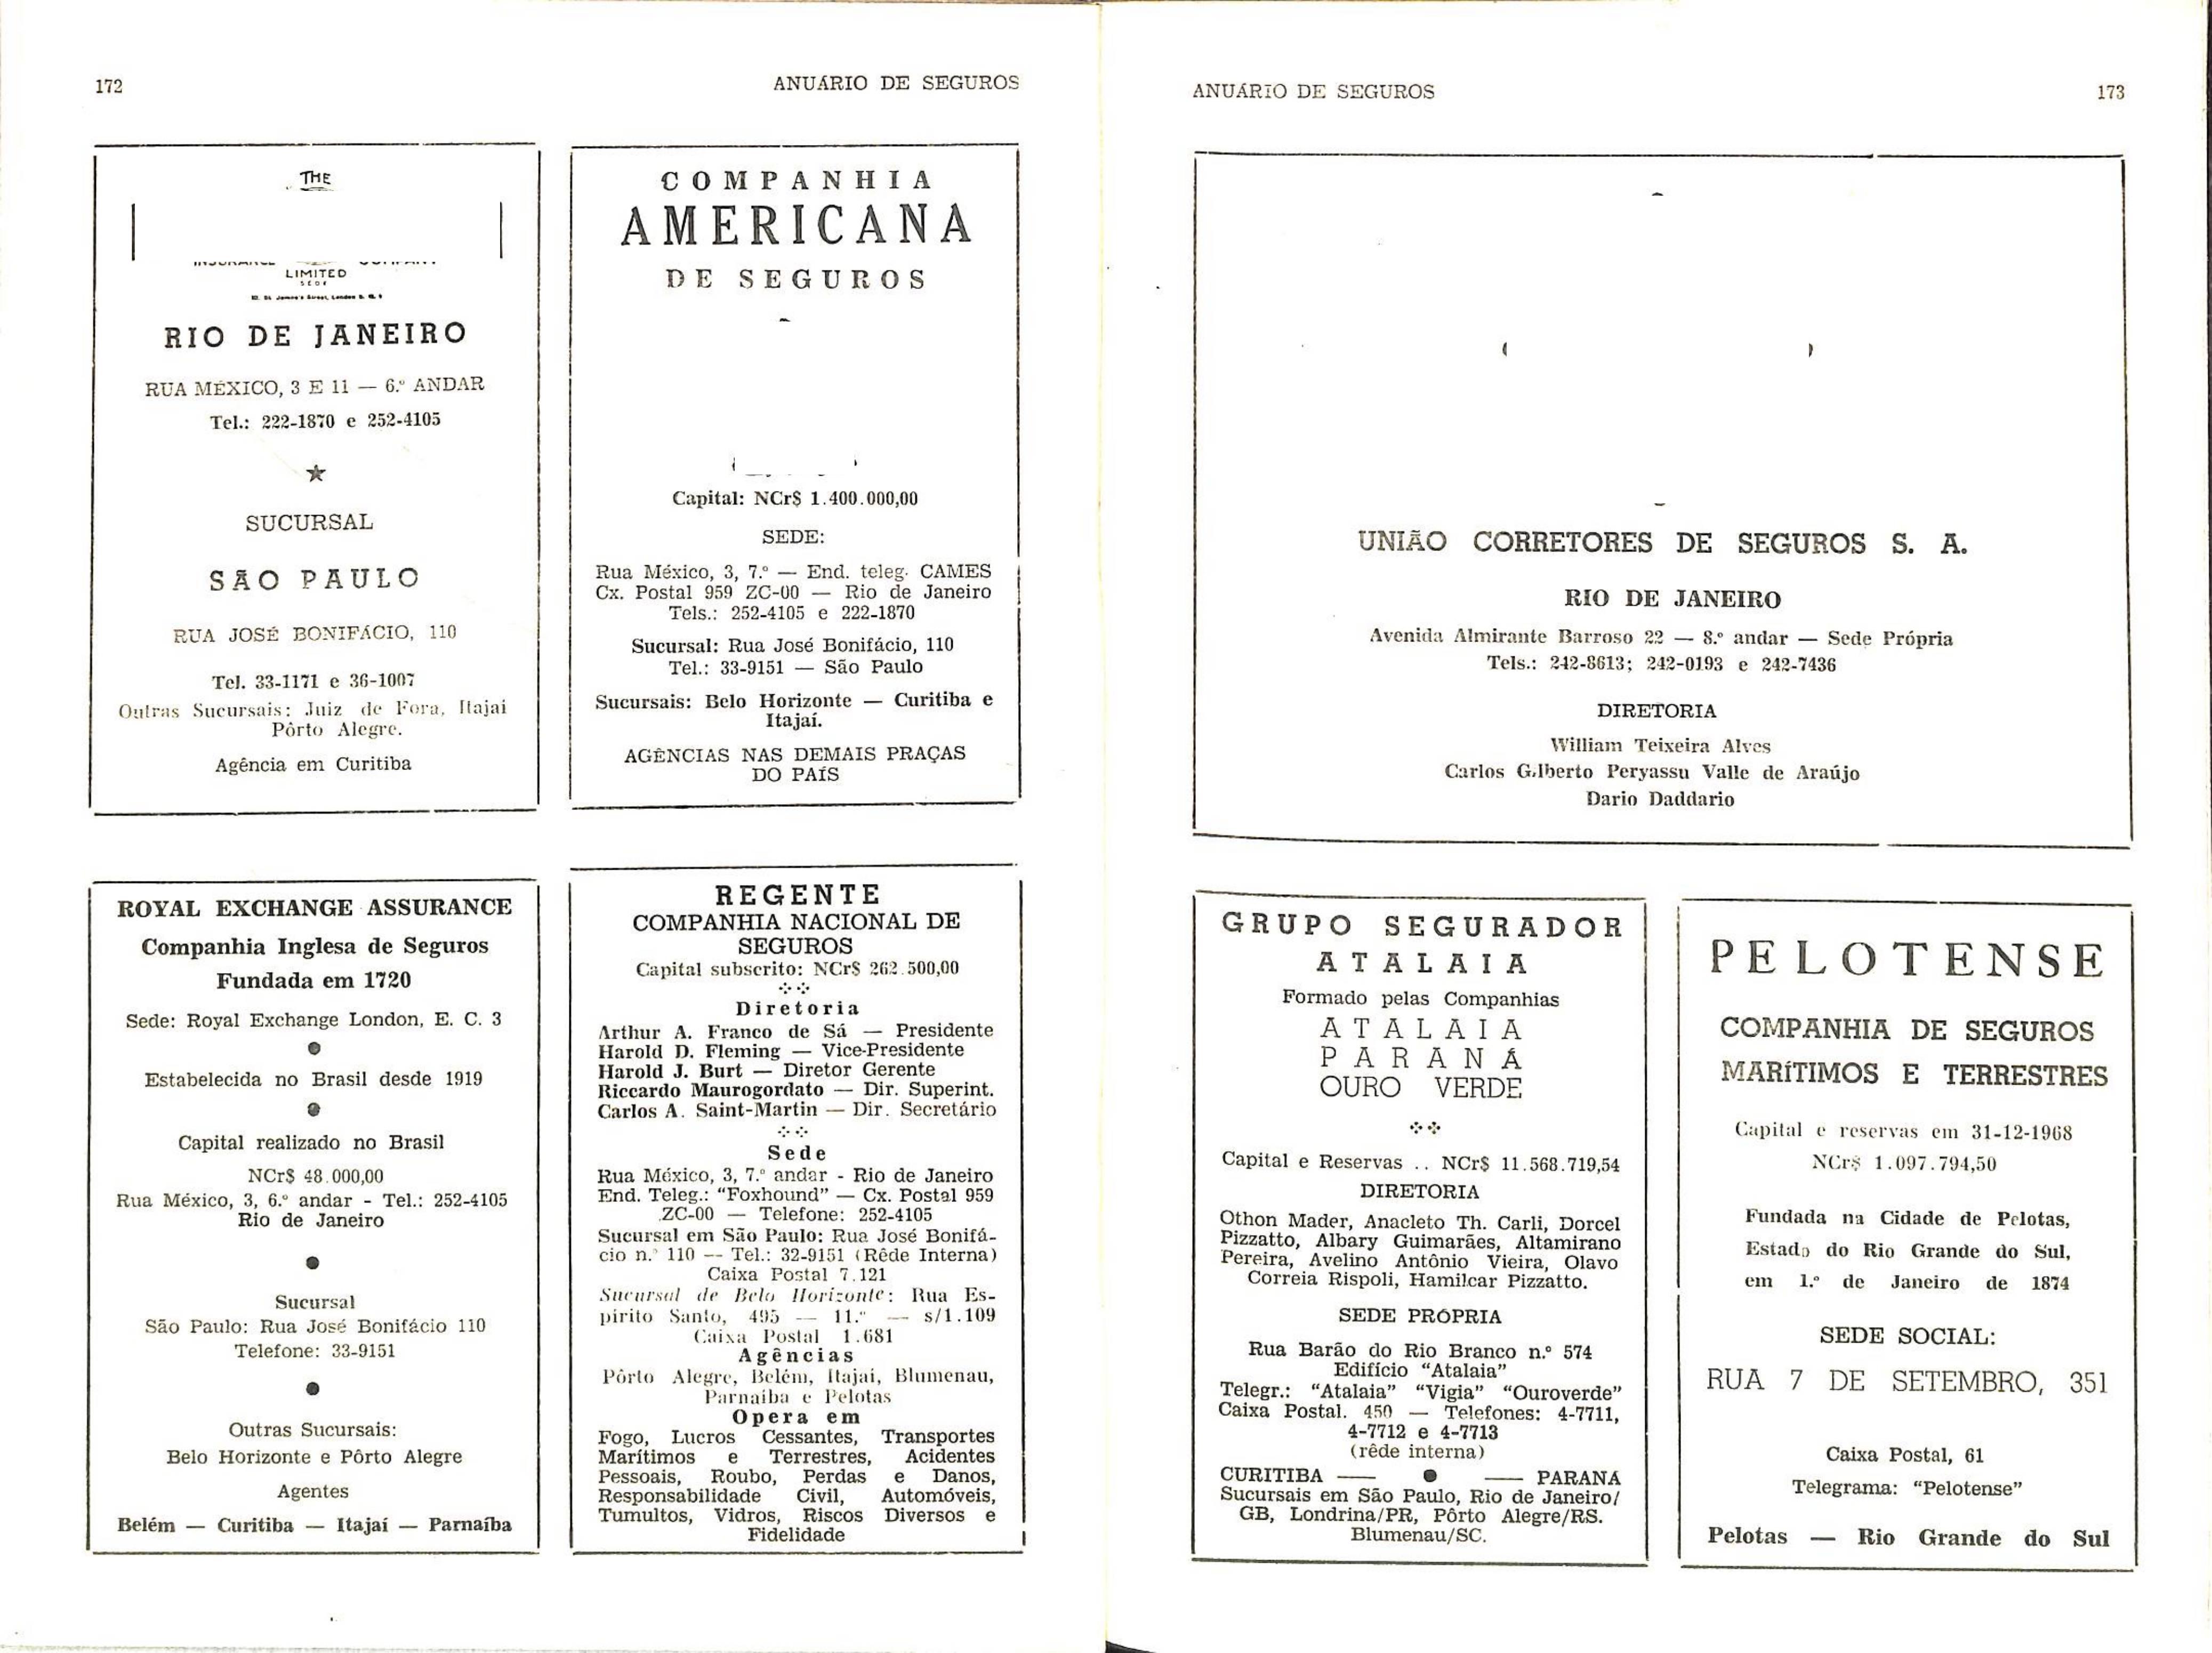 172
ANUÁRIO DE SEGUROS
THE
LIMITED
SEDE
RIO DE JANEIRO
RUA MÉXICO, 3 E 11 — 6.º ANDAR
Tel.: 222-1870 e 252-4105
SUCURSAL
SÃO PAULO
RUA JOSÉ BONIFÁCIO, 110
Tel. 33-1171 e 36-1007
Outras Sucursais: Juiz de Fora, Itajai
Pôrto Alegre.
Agência em Curitiba
COMPANHIA
AMERICANA
DE SEGUROS
Capital: NCr$ 1.400.000,00
SEDE:
Rua México, 3, 7.º — End. teleg. CAMES
Cx. Postal 959 ZC-00 — Rio de Janeiro
Tels.: 252-4105 e 222-1870
Sucursal: Rua José Bonifácio, 110
Tel.: 33-9151 — São Paulo
Sucursais: Belo Horizonte — Curitiba e
Itajaí.
AGÊNCIAS NAS DEMAIS PRAÇAS
DO PAÍS
ROYAL EXCHANGE ASSURANCE
Companhia Inglesa de Seguros
Fundada em 1720
Sede: Royal Exchange London, E. C. 3
Estabelecida no Brasil desde 1919
Capital realizado no Brasil
NCr$ 48.000,00
Rua México, 3, 6.º andar - Tel.: 252-4105
Rio de Janeiro
Sucursal
São Paulo: Rua José Bonifácio 110
Telefone: 33-9151
Outras Sucursais:
Belo Horizonte e Pôrto Alegre
Agentes
Belém — Curitiba — Itajaí — Parnaíba
REGENTE
COMPANHIA NACIONAL DE
SEGUROS
Capital subscrito: NCr$ 262.500,00
Diretoria
Arthur A. Franco de Sá — Presidente
Harold D. Fleming — Vice-Presidente
Harold J. Burt — Diretor Gerente
Riccardo Maurogordato — Dir. Superint.
Carlos A. Saint-Martin — Dir. Secretário
Sede
Rua México, 3, 7.º andar - Rio de Janeiro
End. Teleg.: “Foxhound” — Cx. Postal 959
ZC-00 — Telefone: 252-4105
Sucursal em São Paulo: Rua José Bonifá-
cio n.º 110 — Tel.: 32-9151 (Rêde Interna)
Caixa Postal 7.121
Sucursal de Belo Horizonte: Rua Es-
pírito Santo, 495 — 11.º — s/1.109
Caixa Postal 1.681
Agências
Pôrto Alegre, Belém, Itajaí, Blumenau,
Parnaíba e Pelotas
Opera em
Fogo, Lucros Cessantes, Transportes
Marítimos e Terrestres, Acidentes
Pessoais, Roubo, Perdas e Danos,
Responsabilidade Civil, Automóveis,
Tumultos, Vidros, Riscos Diversos e
Fidelidade
ANUÁRIO DE SEGUROS
173
UNIÃO CORRETORES DE SEGUROS S. A.
RIO DE JANEIRO
Avenida Almirante Barroso 22 — 8.º andar — Sede Própria
Tels.: 242-8613; 242-0193 e 242-7436
DIRETORIA
William Teixeira Alves
Carlos Gilberto Peryassu Valle de Araújo
Dario Daddario
GRUPO SEGURADOR
ATALAIA
Formado pelas Companhias
ATALAIA
PARANÁ
OURO VERDE
Capital e Reservas .. NCr$ 11.568.719,54
DIRETORIA
Othon Mader, Anacleto Th. Carli, Dorcel
Pizzatto, Albary Guimarães, Altamirano
Pereira, Avelino Antônio Vieira, Olavo
Correia Rispoli, Hamilcar Pizzatto.
SEDE PRÓPRIA
Rua Barão do Rio Branco n.º 574
Edifício “Atalaia”
Telegr.: “Atalaia” “Vigia” “Ouroverde”
Caixa Postal. 450 — Telefones: 4-7711,
4-7712 e 4-7713
(rêde interna)
CURITIBA — ● — PARANÁ
Sucursais em São Paulo, Rio de Janeiro/
GB, Londrina/PR, Pôrto Alegre/RS.
Blumenau/SC.
PELOTENSE
COMPANHIA DE SEGUROS
MARÍTIMOS E TERRESTRES
Capital e reservas em 31-12-1968
NCr$ 1.097.794,50
Fundada na Cidade de Pelotas,
Estado do Rio Grande do Sul,
em 1.º de Janeiro de 1874
SEDE SOCIAL:
RUA 7 DE SETEMBRO, 351
Caixa Postal, 61
Telegrama: “Pelotense”
Pelotas — Rio Grande do Sul